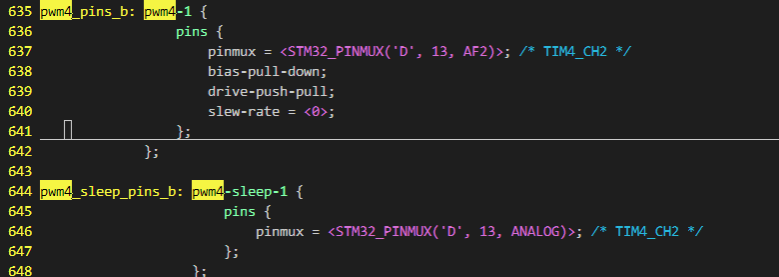 635 pwm4_pins_b: pwm4-1 {
636 pins {
637 pinmux = <STM32_PINMUX('D', 13, AF2)>; /* TIM4_CH2 */
638 bias-pull-down;
639 drive-push-pull;
640 slew-rate = <0>;
641 };
642 };
643
644 pwm4_sleep_pins_b: pwm4-sleep-1 {
645 pins {
646 pinmux = <STM32_PINMUX('D', 13, ANALOG)>; /* TIM4_CH2 */
647 };
648 };